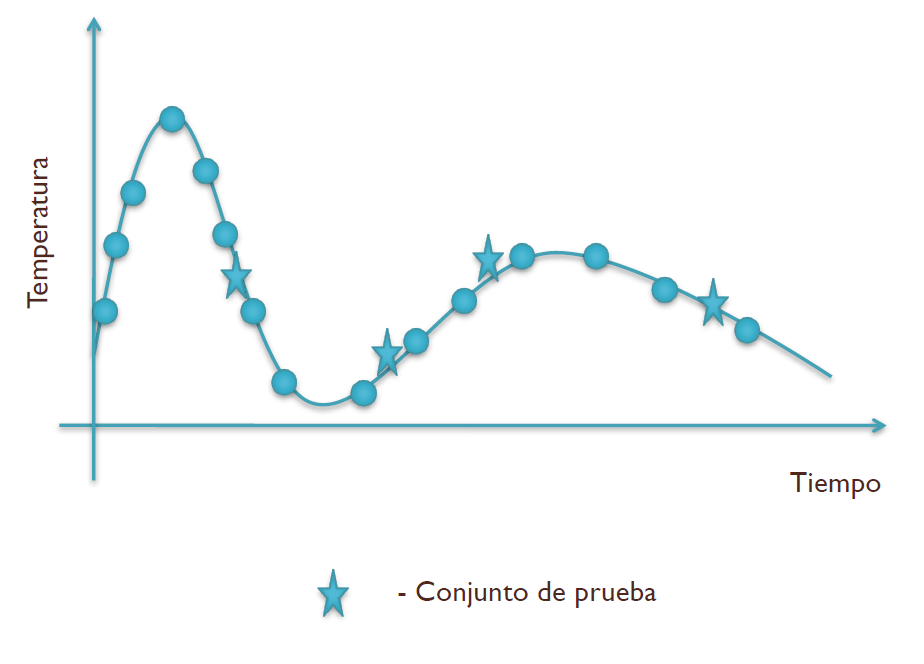 Temperatura
Tiempo
- Conjunto de prueba